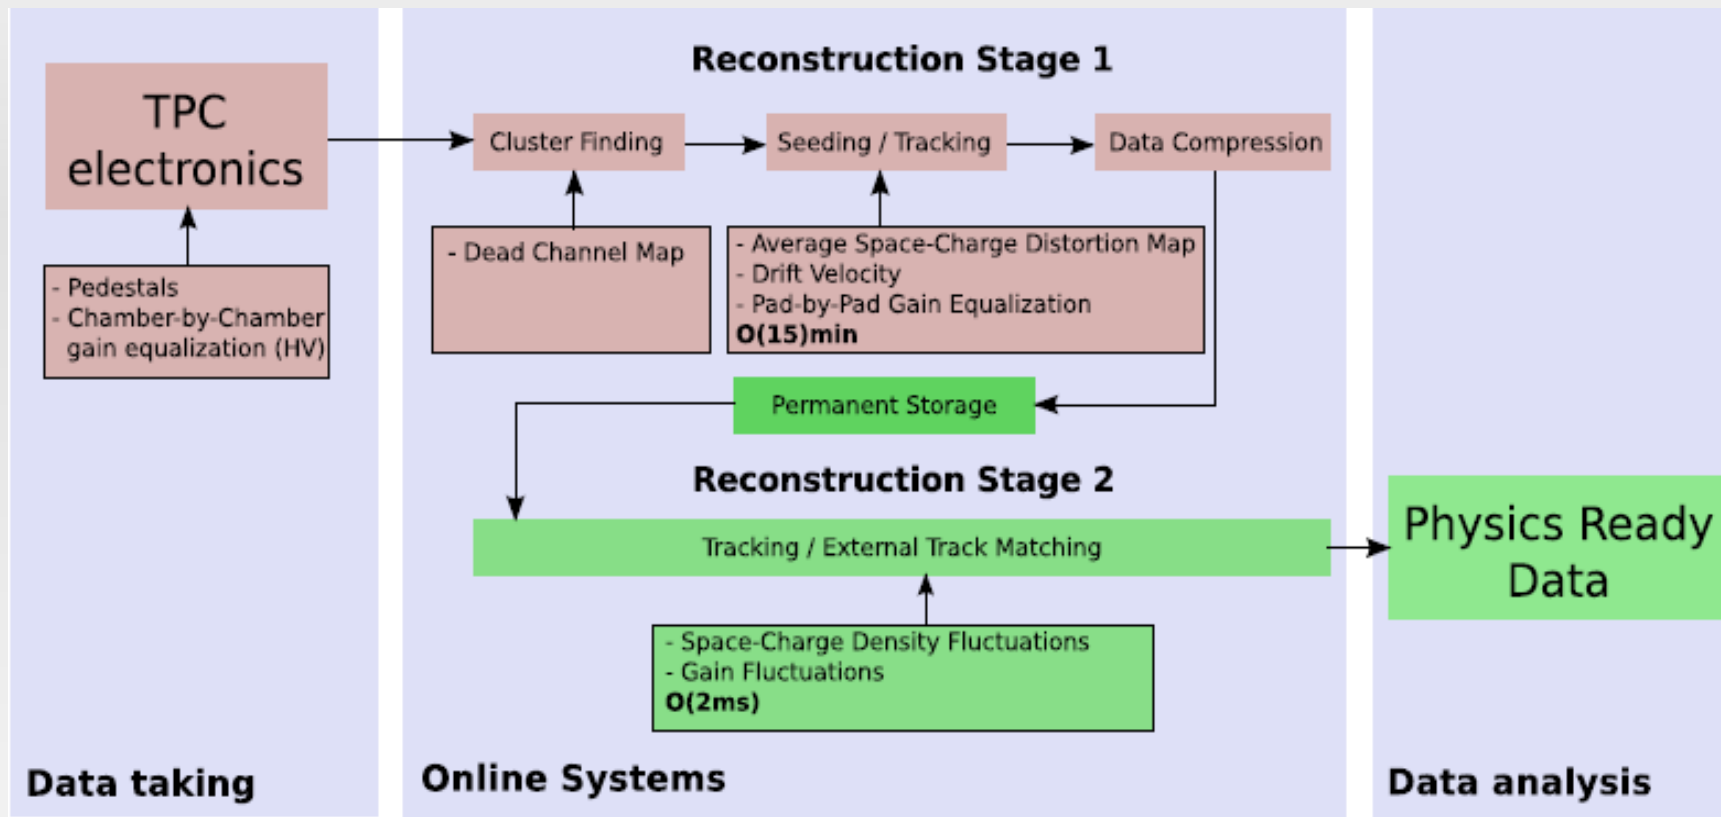 Reconstruction Stage 1
TPC
electronics
Cluster Finding
Seeding / Tracking
Data Compression
- Pedestals
- Chamber-by-Chamber
gain equalization (HV)
- Dead Channel Map
- Average Space-Charge Distortion Map
- Drift Velocity
- Pad-by-Pad Gain Equalization
O(15)min
Permanent Storage
Reconstruction Stage 2
Tracking / External Track Matching
Physics Ready
Data
- Space-Charge Density Fluctuations
- Gain Fluctuations
O(2ms)
Data taking
Online Systems
Data analysis